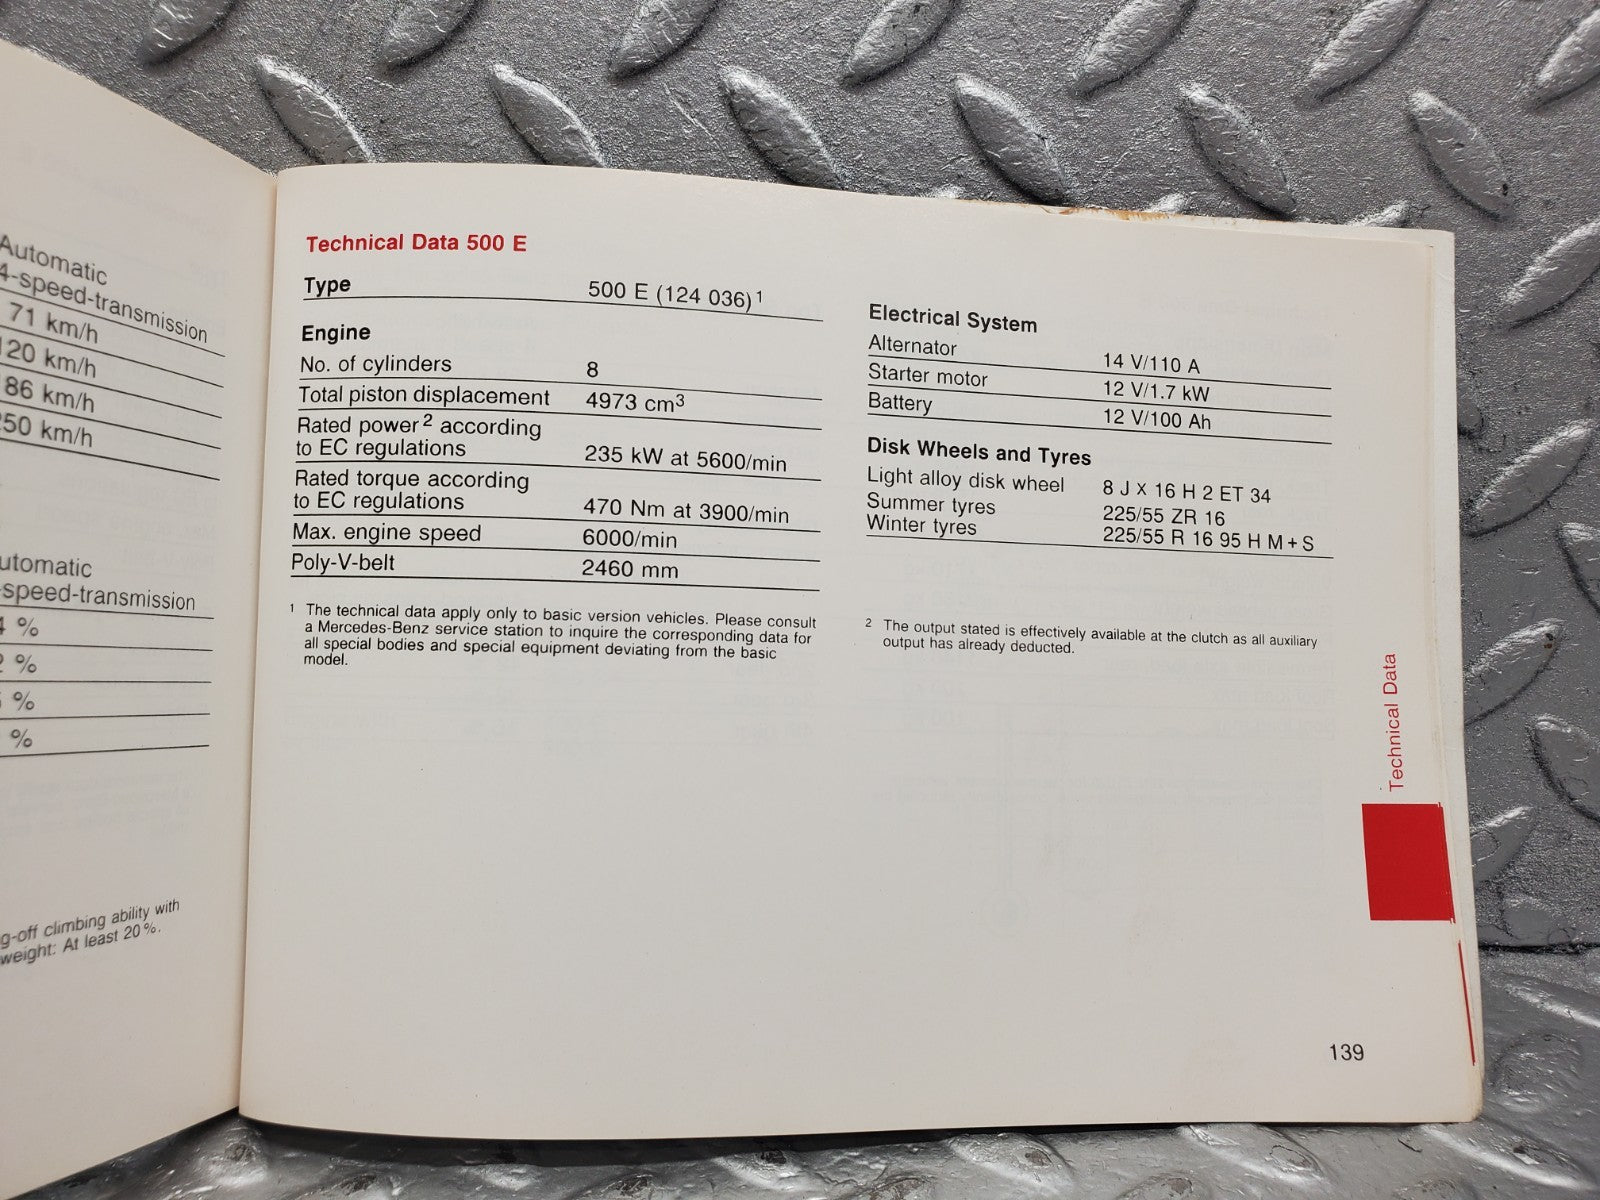 Automatic
4-speed-transmission
71 km/h
120 km/h
186 km/h
250 km/h
-speed-transmission
%
%
%
%
climbing ability with
weight: At least 20%.
Technical Data 500 E
Type 500 E (124 036)1
Engine
No. of cylinders 8
Total piston displacement 4973 cm3
Rated power2 according
to EC regulations 235 kW at 5600/min
Rated torque according
to EC regulations 470 Nm at 3900/min
Max. engine speed 6000/min
Poly-V-belt 2460 mm
1 The technical data apply only to basic version vehicles. Please consult
a Mercedes-Benz service station to inquire the corresponding data for
all special bodies and special equipment deviating from the basic
model.
Electrical System
Alternator 14 V/110 A
Starter motor 12 V/1.7 kW
Battery 12 V/100 Ah
Disk Wheels and Tyres
Light alloy disk wheel 8 J x 16 H 2 ET 34
Summer tyres 225/55 ZR 16
Winter tyres 225/55 R 16 95 H M + S
2 The output stated is effectively available at the clutch as all auxiliary
output has already deducted.
Technical Data
139